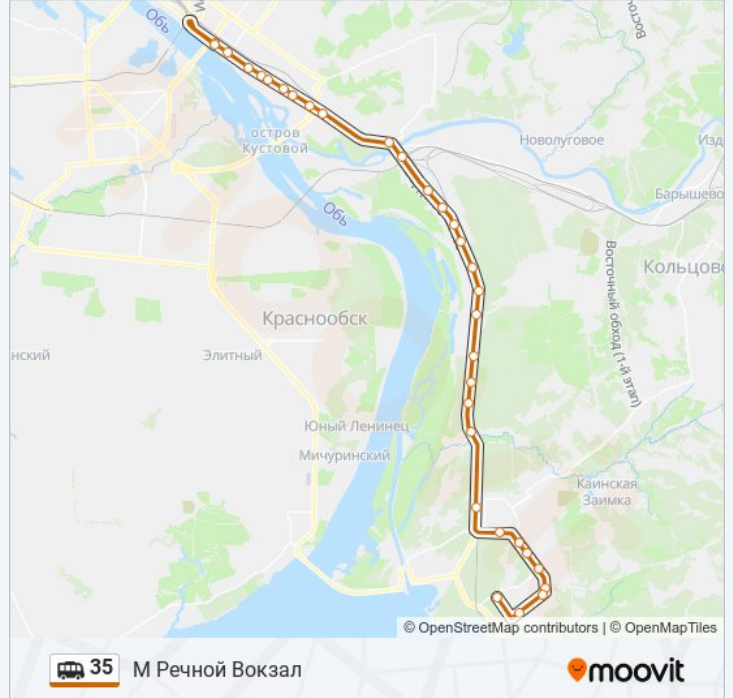 Обь
остров
Кустовой
Новолуговое
Барышево
Обь
Кольцово
Восточный обход (1-й этап)
Краснообск
нский
Элитный
Юный Ленинец
Мичуринский
Каинская
Заимка
© OpenStreetMap contributors | © OpenMapTiles
35 М Речной Вокзал
moovit